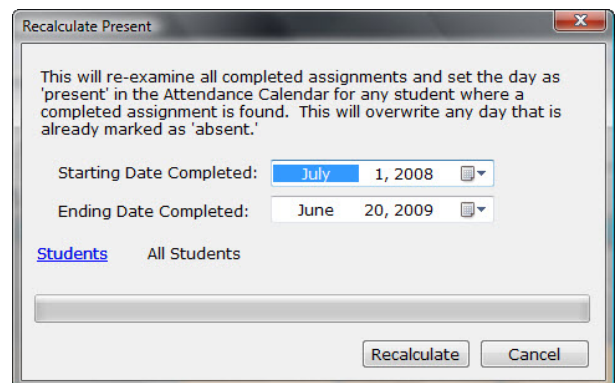 Recalculate Present
This will re-examine all completed assignments and set the day as
'present' in the Attendance Calendar for any student where a
completed assignment is found.  This will overwrite any day that is
already marked as 'absent.'
Starting Date Completed: July 1, 2008
Ending Date Completed: June 20, 2009
Students All Students
Recalculate Cancel